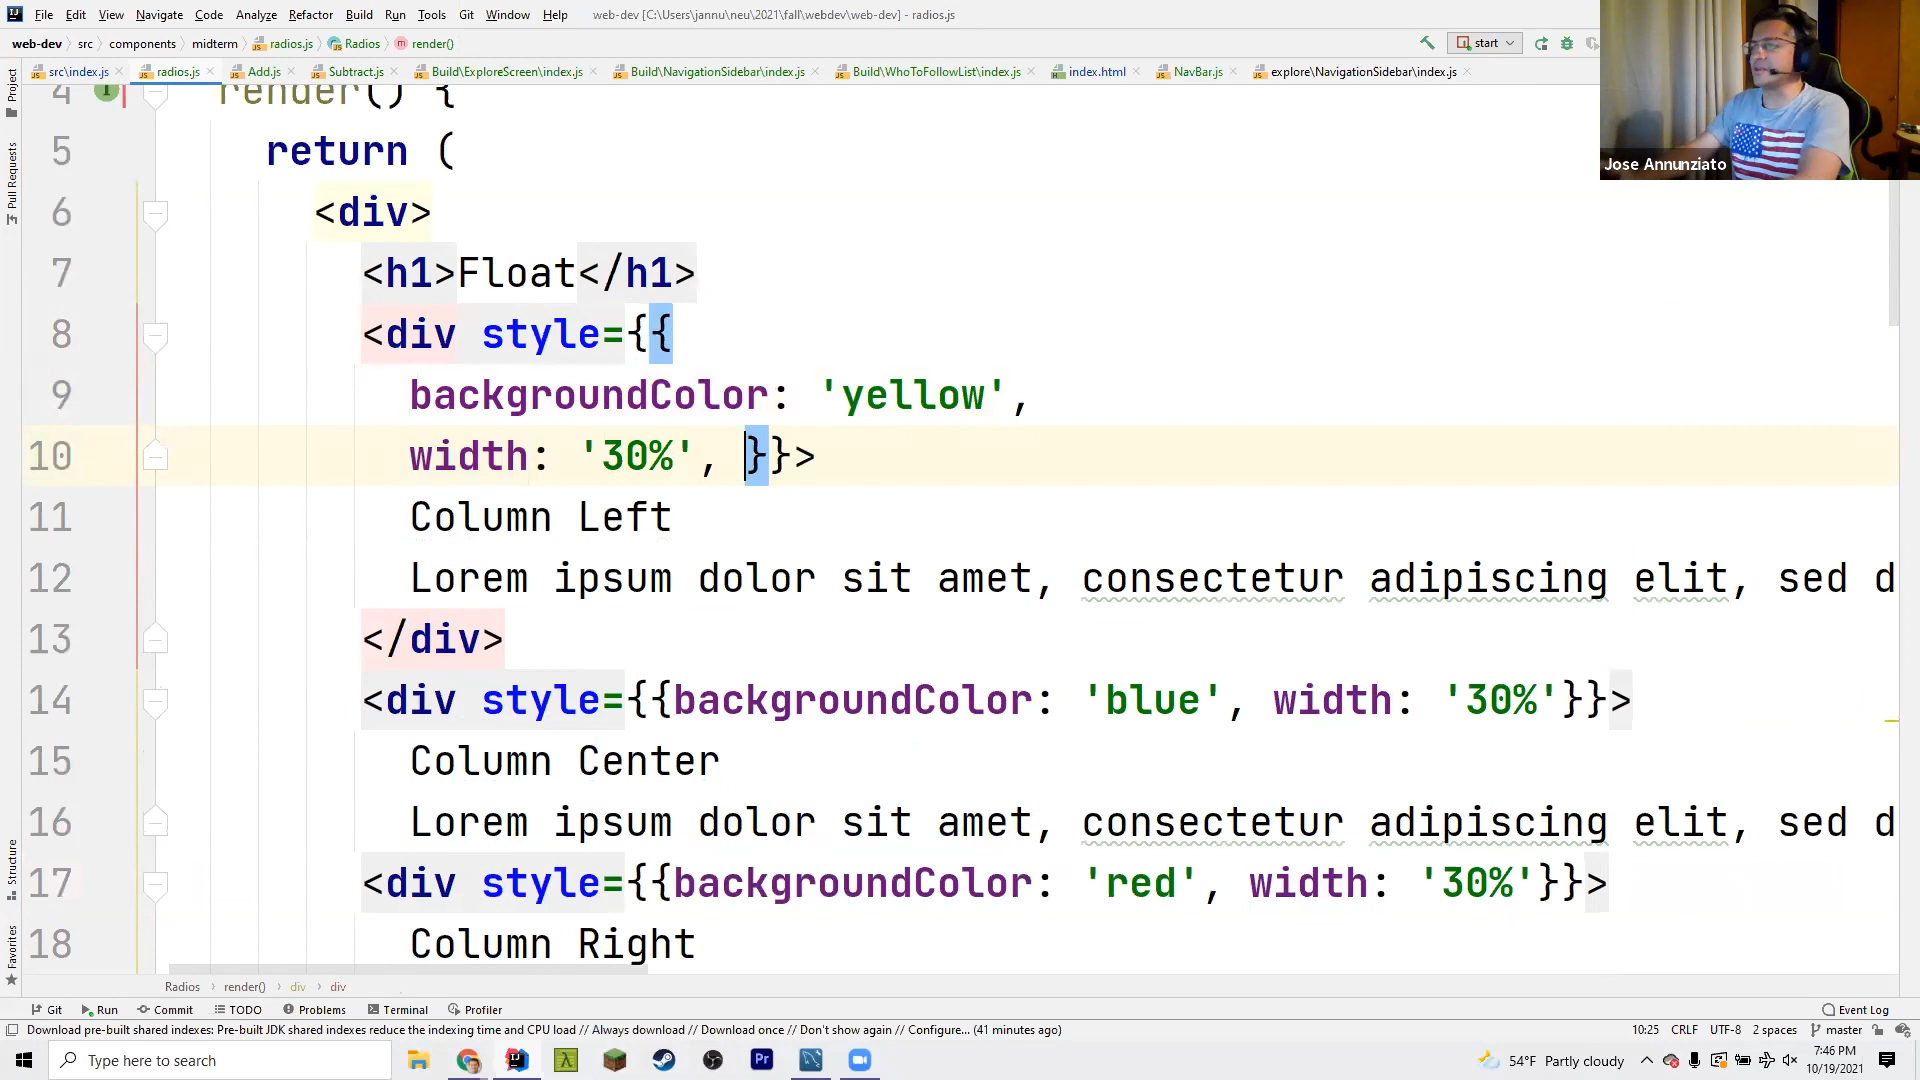 File Edit View Navigate Code Analyze Refactor Build Run Tools Git Window Help web-dev [C:\Users\jannu\neu\2021\fall\webdev\web-dev] - radios.js
web-dev src components midterm radios.js Radios render() start
src\index.js radios.js Add.js Subtract.js Build\ExploreScreen\index.js Build\NavigationSidebar\index.js Build\WhoToFollowList\index.js index.html NavBar.js explore\NavigationSidebar\index.js
Jose Annunziato
Project
Pull Requests
Structure
Favorites
4 render() {
5 return (
6 <div>
7 <h1>Float</h1>
8 <div style={{
9 backgroundColor: 'yellow',
10 width: '30%', }}>
11 Column Left
12 Lorem ipsum dolor sit amet, consectetur adipiscing elit, sed d
13 </div>
14 <div style={{backgroundColor: 'blue', width: '30%'}}>
15 Column Center
16 Lorem ipsum dolor sit amet, consectetur adipiscing elit, sed d
17 <div style={{backgroundColor: 'red', width: '30%'}}>
18 Column Right
Radios render() div div
Git Run Commit TODO Problems Terminal Profiler Event Log
Download pre-built shared indexes: Pre-built JDK shared indexes reduce the indexing time and CPU load // Always download // Download once // Don't show again // Configure... (41 minutes ago) 10:25 CRLF UTF-8 2 spaces master
Type here to search Pr 54°F Partly cloudy 7:46 PM
10/19/2021